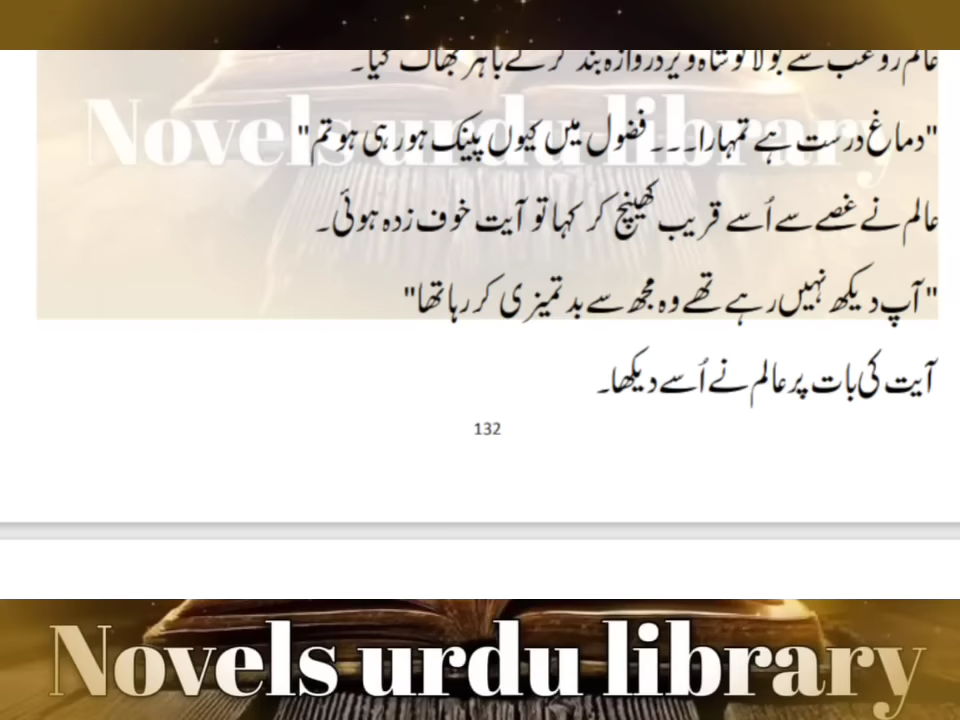 عالم روعب سے بولا تو شاہ ویر دروازہ بند کرکے باہر بھاگ گیا۔
Novels urdu library
"دماغ درست ہے تمہارا۔۔۔ فضول میں کیوں پینک ہو رہی ہو تم"
عالم نے غصے سے اُسے قریب کھینچ کر کہا تو آیت خوف زدہ ہوئی۔
"آپ دیکھ نہیں رہے تھے وہ مجھ سے بدتمیزی کر رہا تھا"
آیت کی بات پر عالم نے اُسے دیکھا۔
132
Novels urdu library